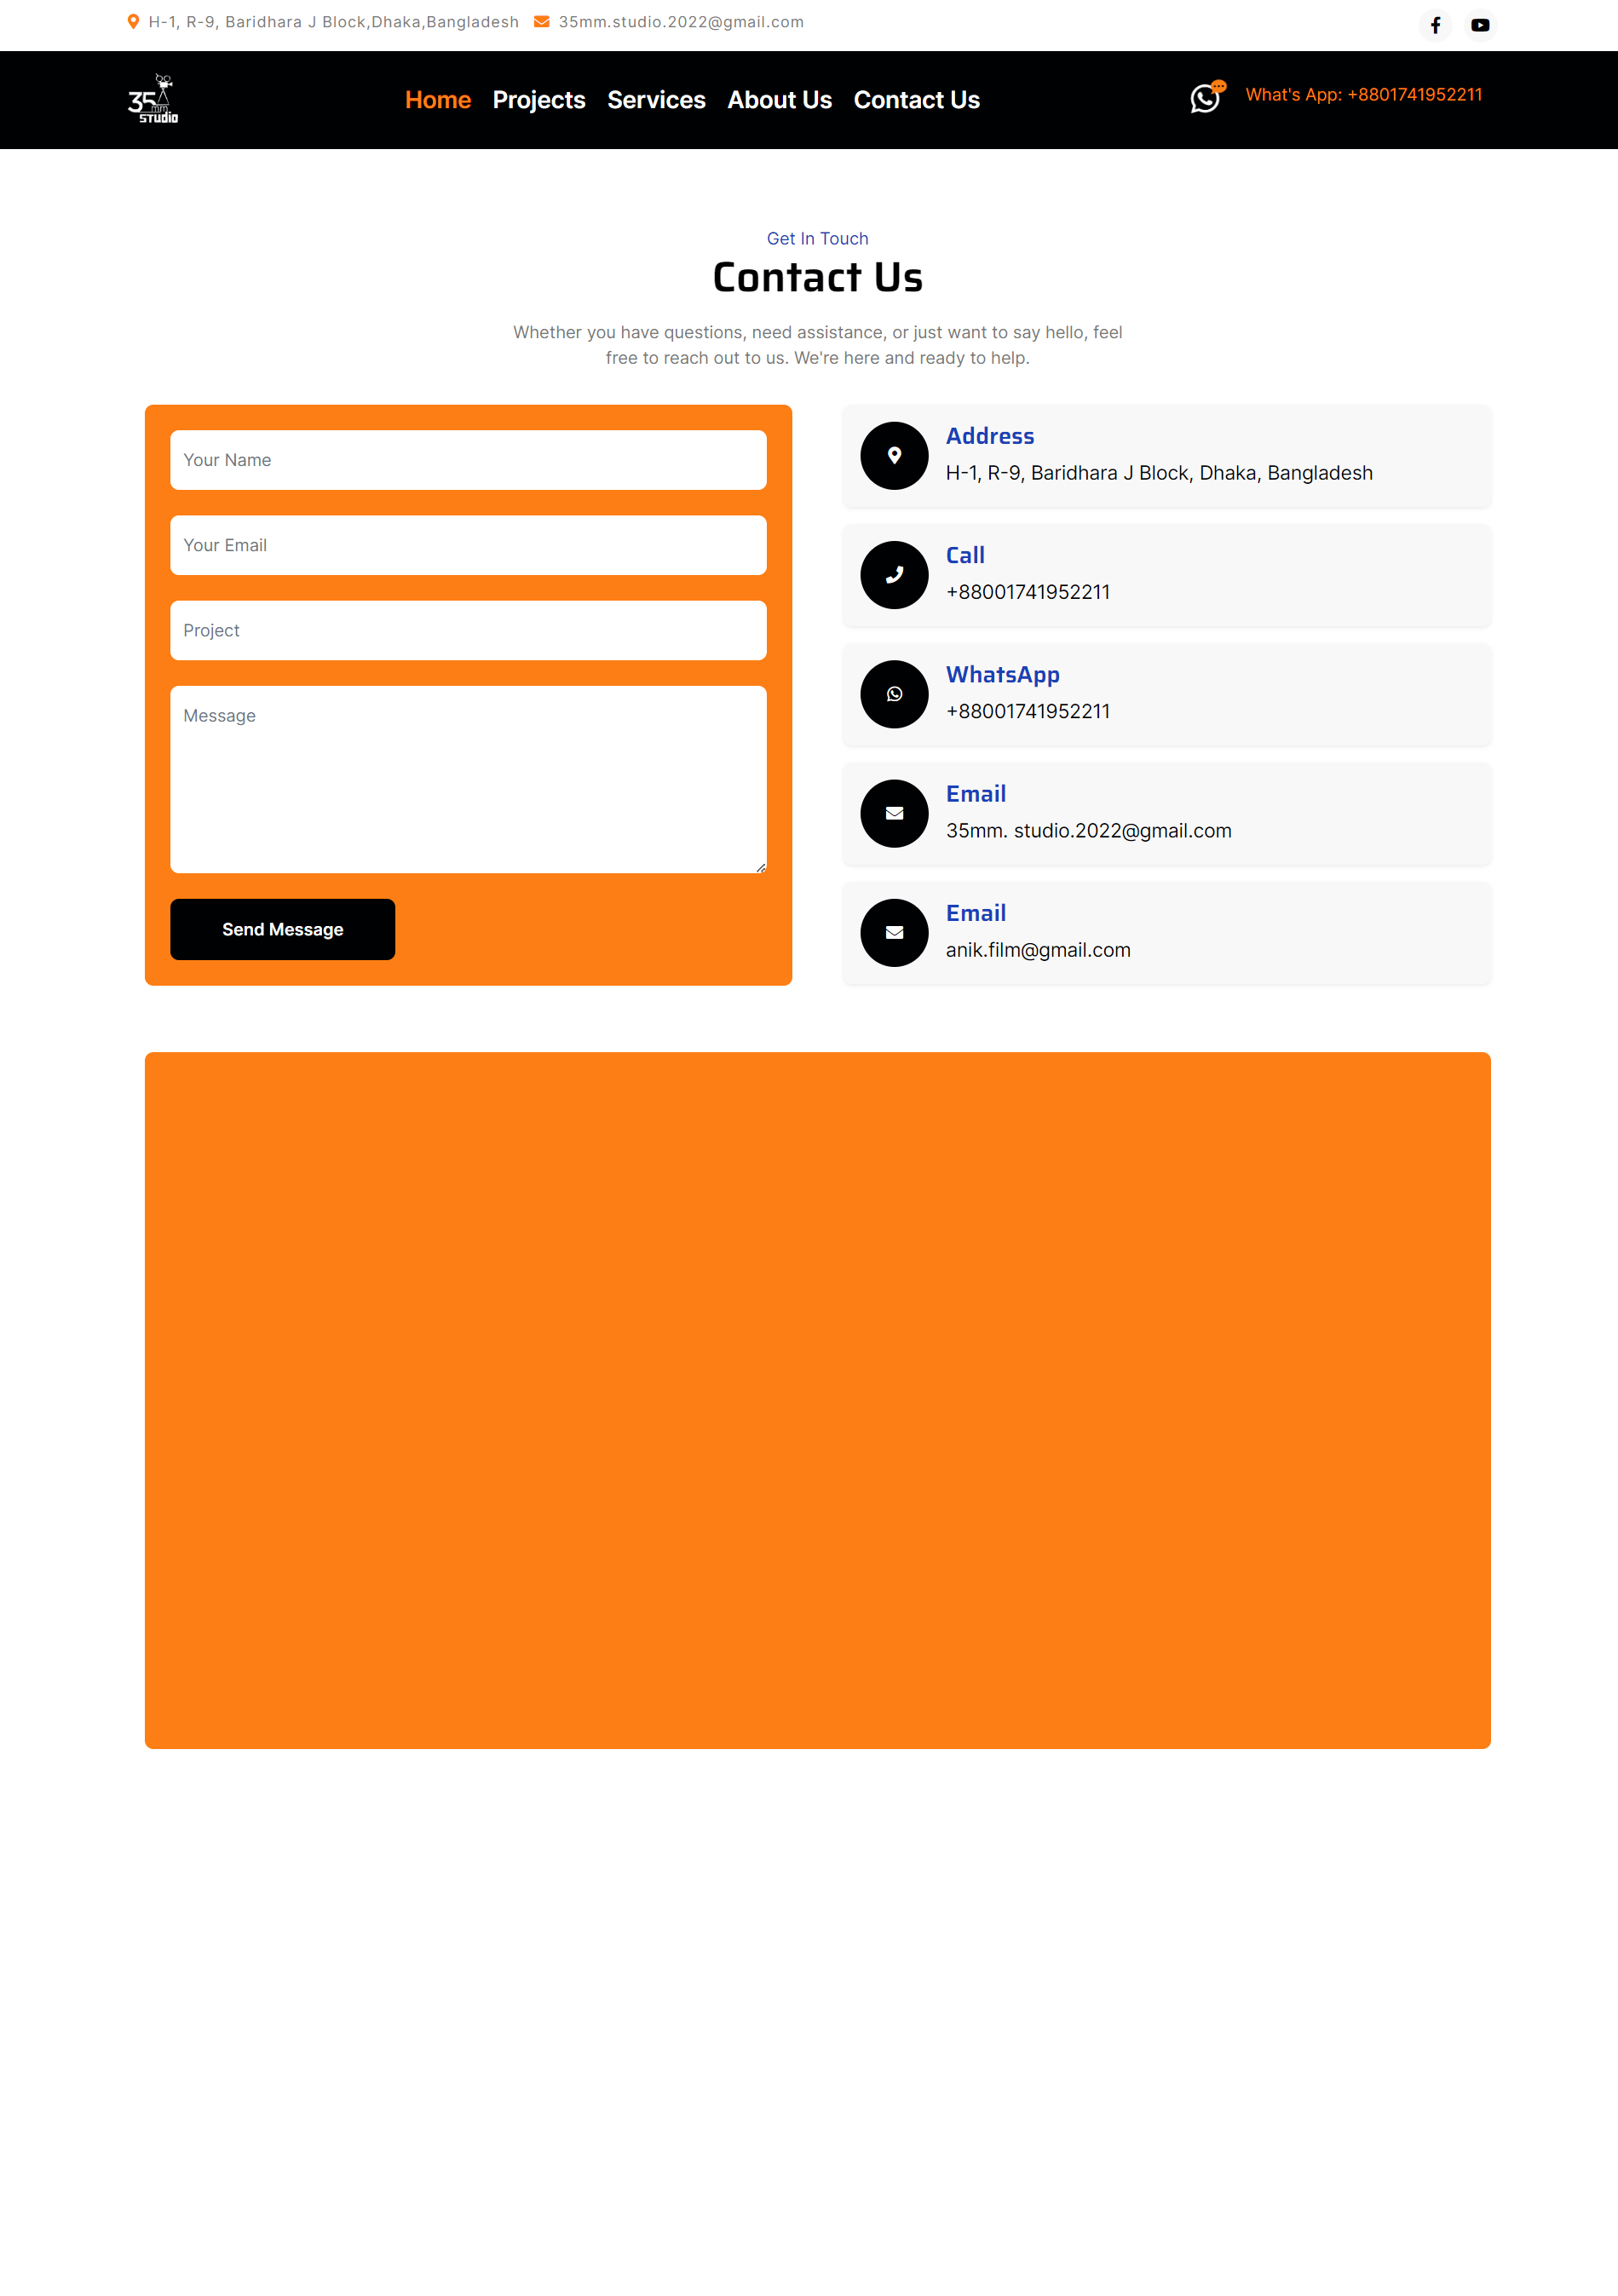 H-1, R-9, Baridhara J Block,Dhaka,Bangladesh 35mm.studio.2022@gmail.com
35
mm
STUDIO
Home Projects Services About Us Contact Us
What's App: +8801741952211
Get In Touch
Contact Us
Whether you have questions, need assistance, or just want to say hello, feel
free to reach out to us. We're here and ready to help.
Your Name
Your Email
Project
Message
Send Message
Address
H-1, R-9, Baridhara J Block, Dhaka, Bangladesh
Call
+88001741952211
WhatsApp
+88001741952211
Email
35mm. studio.2022@gmail.com
Email
anik.film@gmail.com